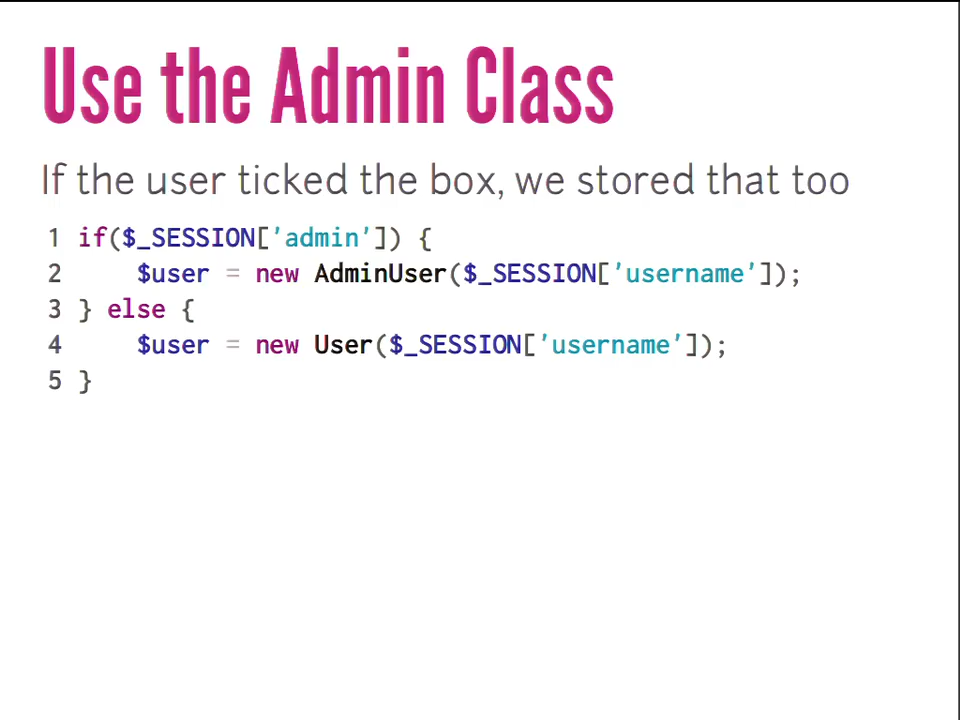 Use the Admin Class
If the user ticked the box, we stored that too
1 if($_SESSION['admin']) {
2     $user = new AdminUser($_SESSION['username']);
3 } else {
4     $user = new User($_SESSION['username']);
5 }